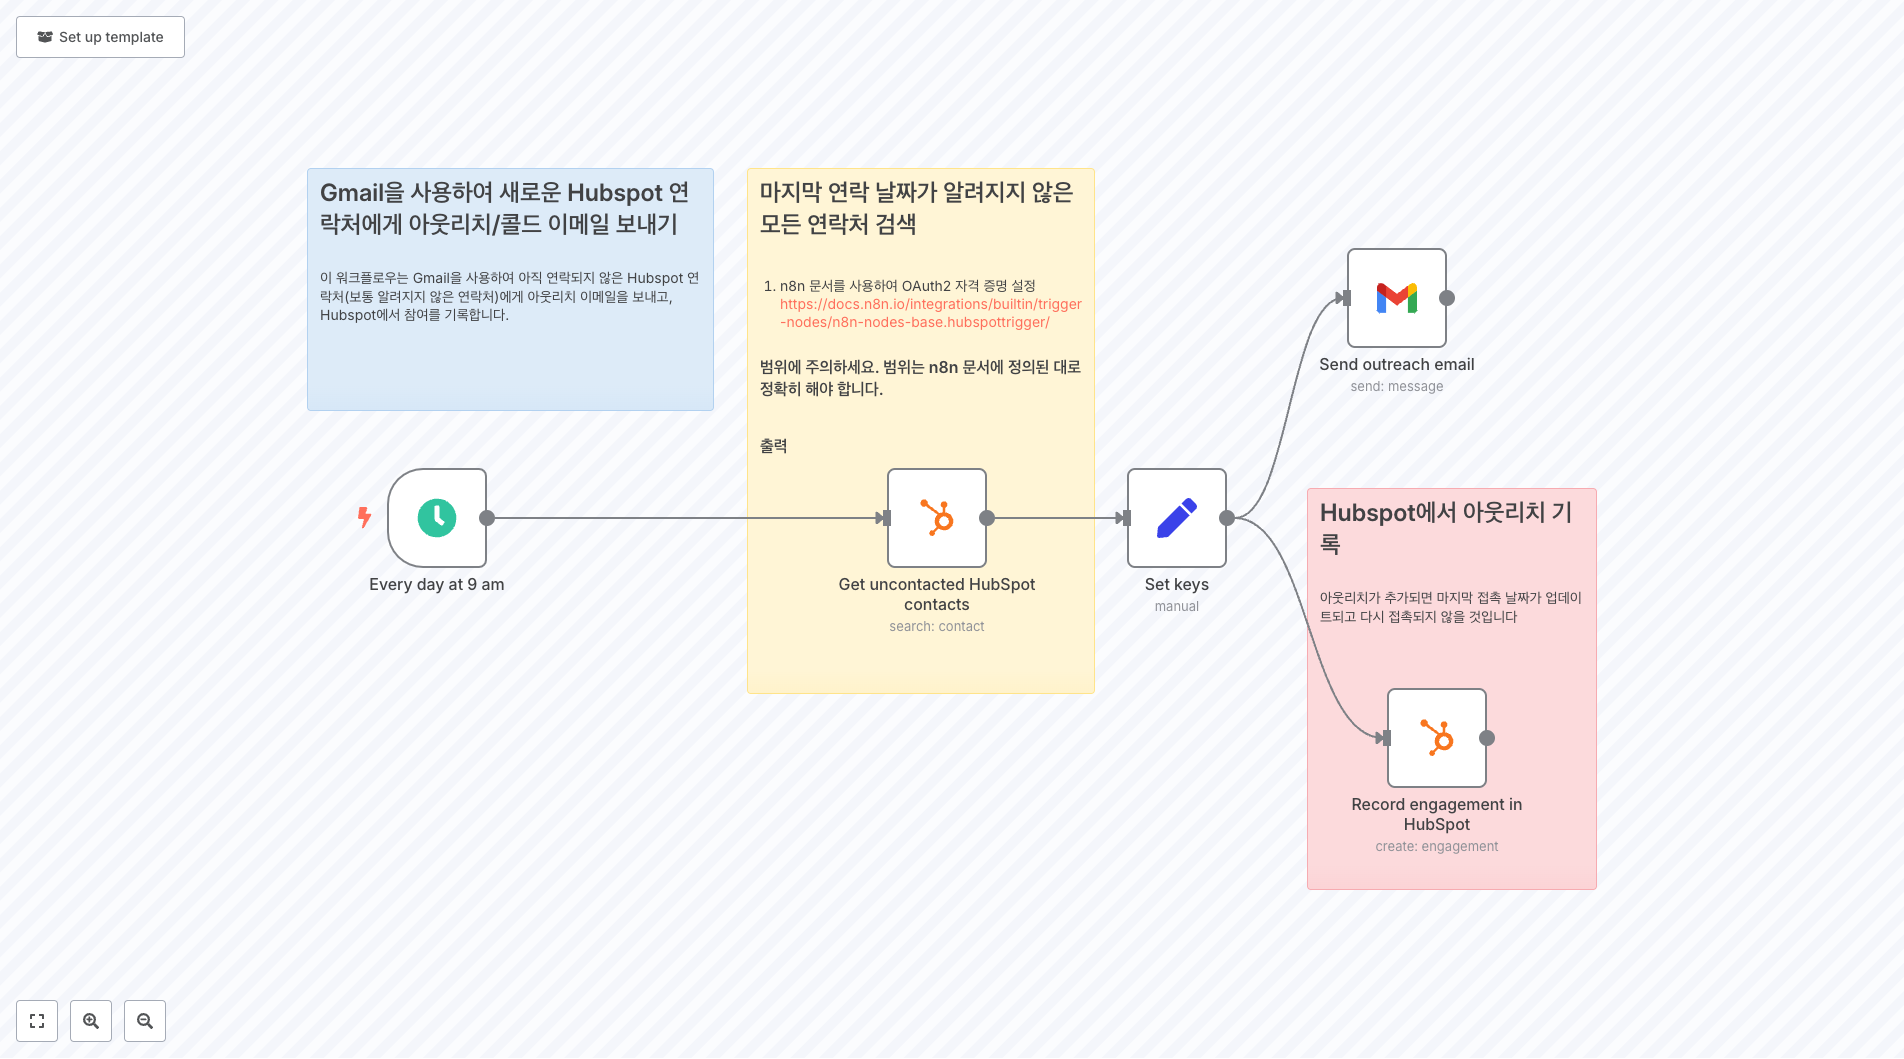 Set up template
Gmail을 사용하여 새로운 Hubspot 연
락처에게 아웃리치/콜드 이메일 보내기
이 워크플로우는 Gmail을 사용하여 아직 연락되지 않은 Hubspot 연
락처(보통 알려지지 않은 연락처)에게 아웃리치 이메일을 보내고,
Hubspot에서 참여를 기록합니다.
마지막 연락 날짜가 알려지지 않은
모든 연락처 검색
1. n8n 문서를 사용하여 OAuth2 자격 증명 설정
https://docs.n8n.io/integrations/builtin/trigger
-nodes/n8n-nodes-base.hubspottrigger/
범위에 주의하세요. 범위는 n8n 문서에 정의된 대로
정확히 해야 합니다.
출력
Every day at 9 am
Get uncontacted HubSpot
contacts
search: contact
Set keys
manual
Send outreach email
send: message
Hubspot에서 아웃리치 기
록
아웃리치가 추가되면 마지막 접촉 날짜가 업데이
트되고 다시 접촉되지 않을 것입니다
Record engagement in
HubSpot
create: engagement